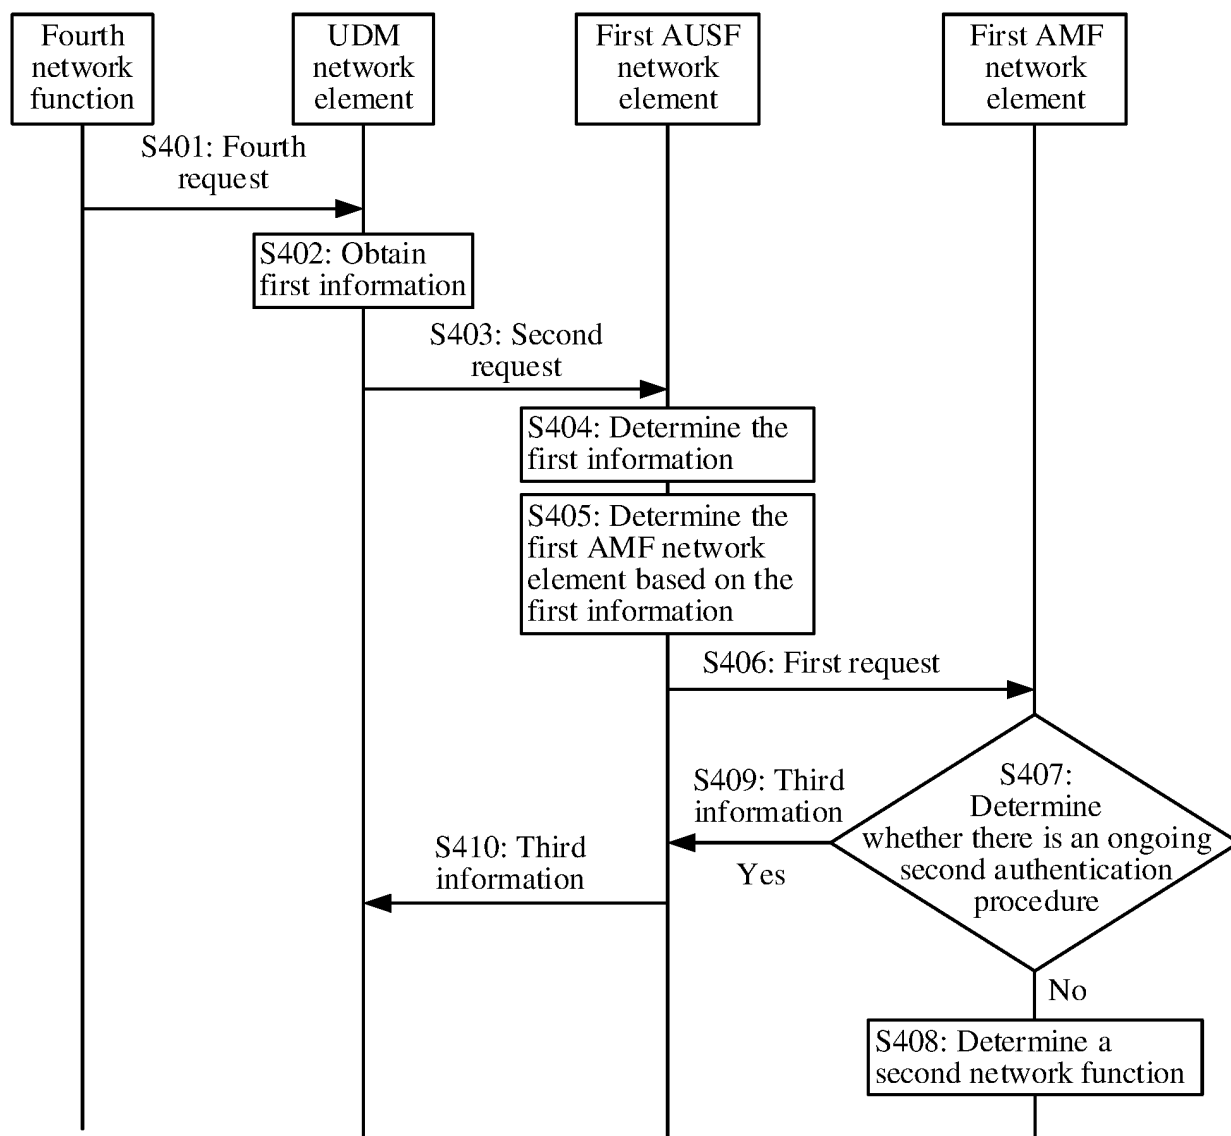 Fourth
network
function
UDM
network
element
First AUSF
network
element
First AMF
network
element
S401: Fourth
request
S402: Obtain
first information
S403: Second
request
S404: Determine the
first information
S405: Determine the
first AMF network
element based on the
first information
S406: First request
S407:
Determine
whether there is an ongoing
second authentication
procedure
S409: Third
information
Yes
S410: Third
information
No
S408: Determine a
second network function